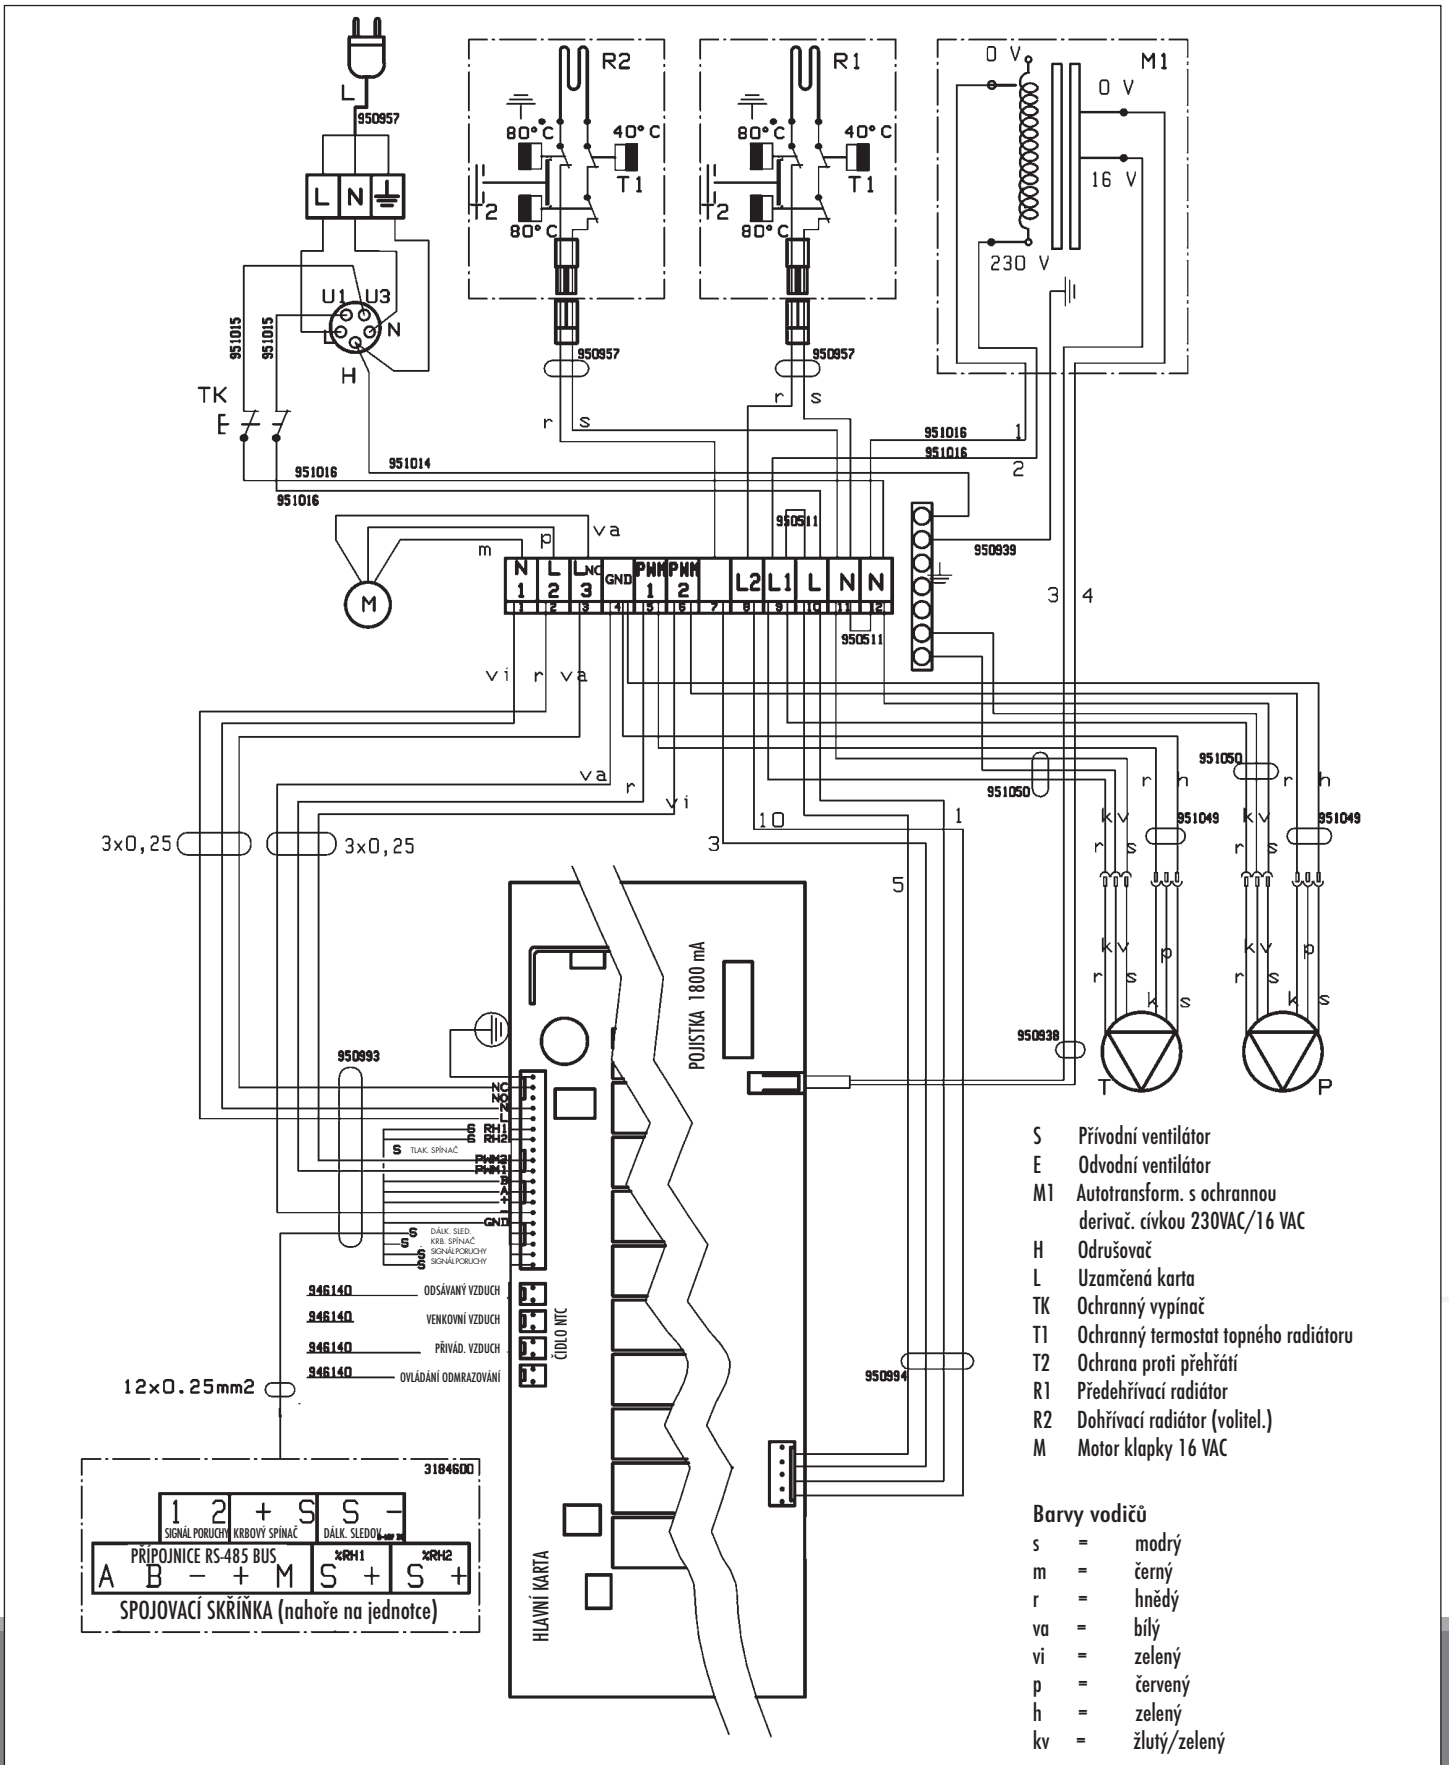 L
950957
L N
U1 U3
L N
H
951015
951015
TK
E
951016
951016
951014
R2
80°C 40°C
T1
T2
80°C
950957
r s
R1
80°C 40°C
T1
T2
80°C
950957
r s
M1
0 V
0 V
16 V
230 V
951016 1
951016
2
950511
950939
3 4
m p va
M
N L LNC GND PWM PWM L2 L1 L N N
1 2 3 1 2
1 2 3 4 5 6 7 8 9 10 11 12
950511
vi r va
va
r
vi
3x0,25
3x0,25
10
3
1
5
951050
951050
r h r h
kv kv
951049 951049
r s r s
kv kv
p p
r s r s
k s k s
950938
T P
POJISTKA 1800 mA
950993
NC
NO
N
L
S RH1
S RH2
S TLAK. SPÍNAČ
PWM2
PWM1
B
A
+
-
GND
S DÁLK. SLED.
S KRB. SPÍNAČ
S SIGNÁL PORUCHY
S SIGNÁL PORUCHY
946140 ODSÁVANÝ VZDUCH
946140 VENKOVNÍ VZDUCH
946140 PŘIVÁD. VZDUCH
946140 OVLÁDÁNÍ ODMRAZOVÁNÍ
ČIDLO NTC
12x0.25mm2
950994
HLAVNÍ KARTA
3184600
1 2 + S S -
SIGNÁL PORUCHY KRBOVÝ SPÍNAČ DÁLK. SLEDOV.
PŘÍPOJNICE RS-485 BUS %RH1 %RH2
A B - + M S + S +
SPOJOVACÍ SKŘÍŇKA (nahoře na jednotce)
S Přívodní ventilátor
E Odvodní ventilátor
M1 Autotransform. s ochrannou
derivač. cívkou 230VAC/16 VAC
H Odrušovač
L Uzamčená karta
TK Ochranný vypínač
T1 Ochranný termostat topného radiátoru
T2 Ochrana proti přehřátí
R1 Předehřívací radiátor
R2 Dohřívací radiátor (volitel.)
M Motor klapky 16 VAC
Barvy vodičů
s = modrý
m = černý
r = hnědý
va = bílý
vi = zelený
p = červený
h = zelený
kv = žlutý/zelený